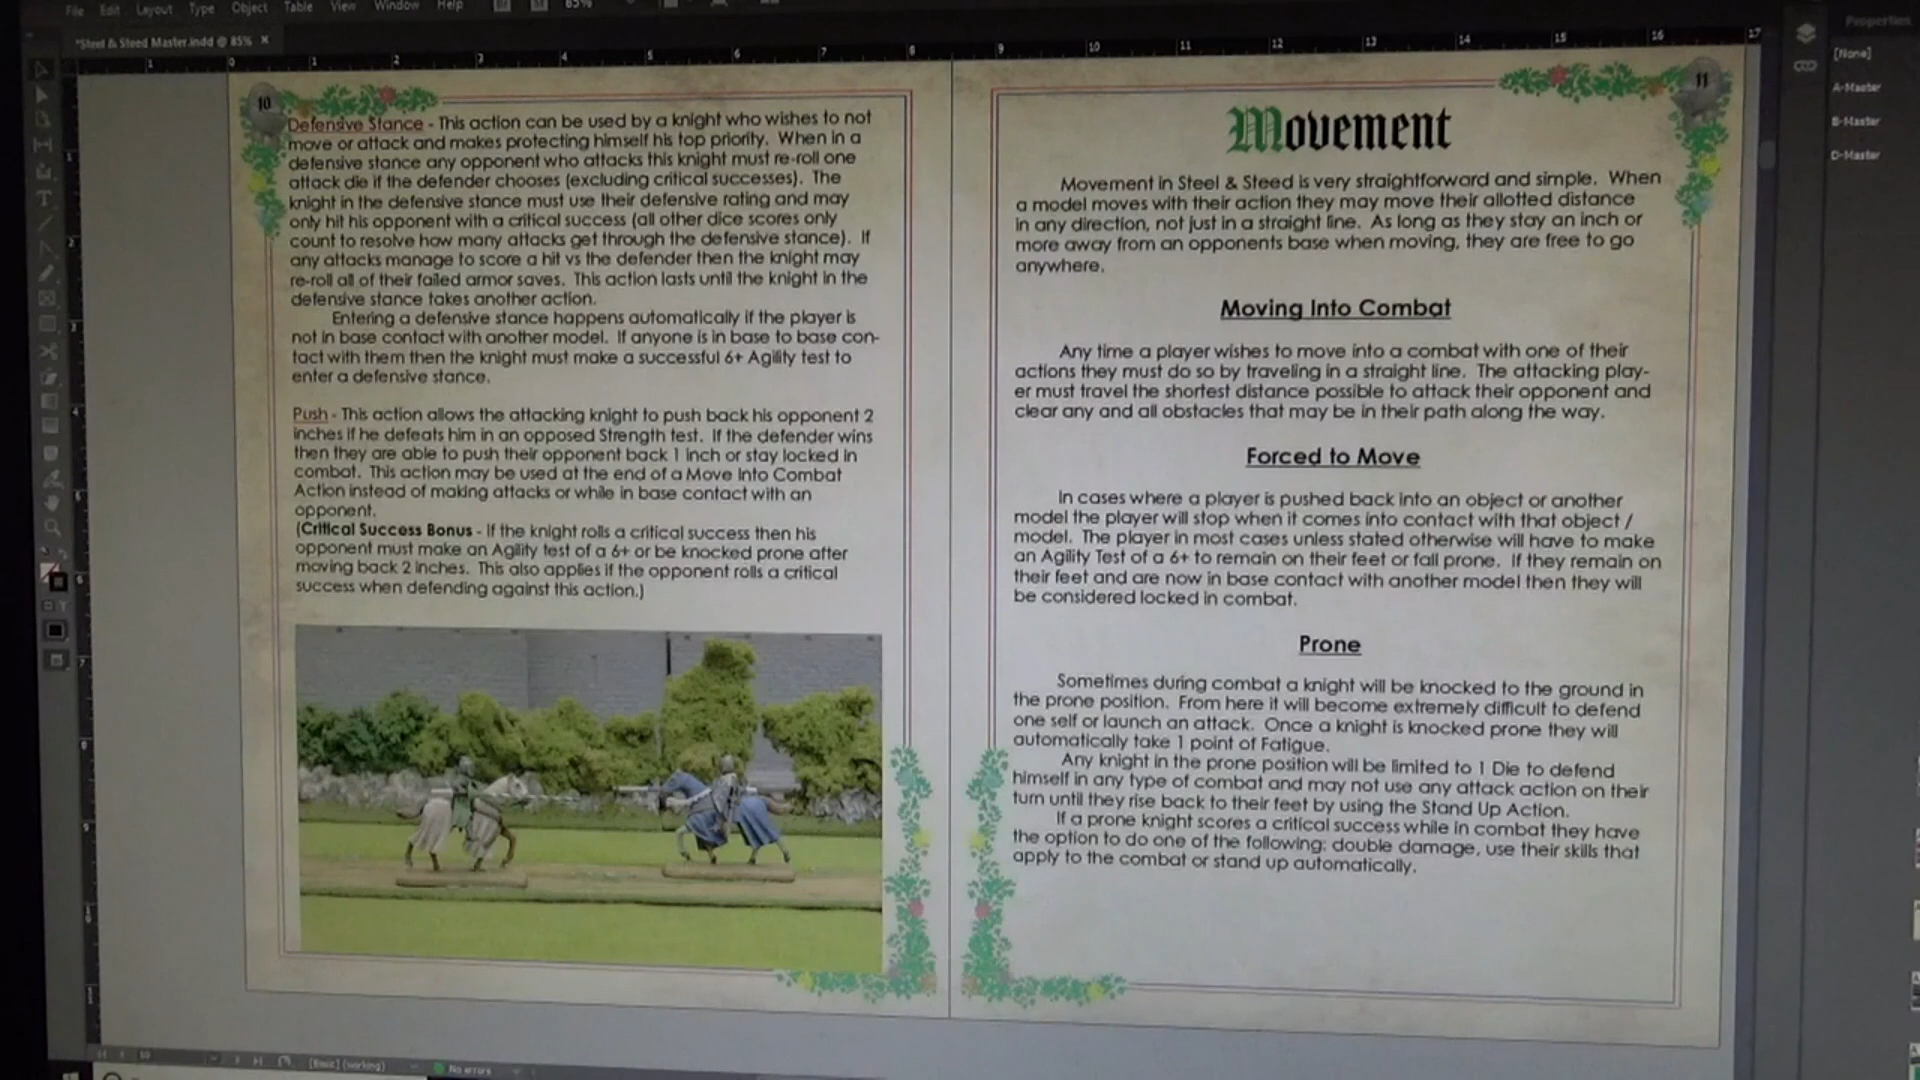 File Edit Layout Type Object Table View Window Help
*Steel & Steed Master.indd @ 85% ×
Properties
[None]
A-Master
B-Master
D-Master
10
Defensive Stance - This action can be used by a knight who wishes to not
move or attack and makes protecting himself his top priority. When in a
defensive stance any opponent who attacks this knight must re-roll one
attack die if the defender chooses (excluding critical successes). The
knight in the defensive stance must use their defensive rating and may
only hit his opponent with a critical success (all other dice scores only
count to resolve how many attacks get through the defensive stance). If
any attacks manage to score a hit vs the defender then the knight may
re-roll all of their failed armor saves. This action lasts until the knight in the
defensive stance takes another action.
Entering a defensive stance happens automatically if the player is
not in base contact with another model. If anyone is in base to base con-
tact with them then the knight must make a successful 6+ Agility test to
enter a defensive stance.
Push - This action allows the attacking knight to push back his opponent 2
inches if he defeats him in an opposed Strength test. If the defender wins
then they are able to push their opponent back 1 inch or stay locked in
combat. This action may be used at the end of a Move Into Combat
Action instead of making attacks or while in base contact with an
opponent.
(Critical Success Bonus - If the knight rolls a critical success then his
opponent must make an Agility test of a 6+ or be knocked prone after
moving back 2 inches. This also applies if the opponent rolls a critical
success when defending against this action.)
11
Movement
Movement in Steel & Steed is very straightforward and simple. When
a model moves with their action they may move their allotted distance
in any direction, not just in a straight line. As long as they stay an inch or
more away from an opponents base when moving, they are free to go
anywhere.
Moving Into Combat
Any time a player wishes to move into a combat with one of their
actions they must do so by traveling in a straight line. The attacking play-
er must travel the shortest distance possible to attack their opponent and
clear any and all obstacles that may be in their path along the way.
Forced to Move
In cases where a player is pushed back into an object or another
model the player will stop when it comes into contact with that object /
model. The player in most cases unless stated otherwise will have to make
an Agility Test of a 6+ to remain on their feet or fall prone. If they remain on
their feet and are now in base contact with another model then they will
be considered locked in combat.
Prone
Sometimes during combat a knight will be knocked to the ground in
the prone position. From here it will become extremely difficult to defend
one self or launch an attack. Once a knight is knocked prone they will
automatically take 1 point of Fatigue.
Any knight in the prone position will be limited to 1 Die to defend
himself in any type of combat and may not use any attack action on their
turn until they rise back to their feet by using the Stand Up Action.
If a prone knight scores a critical success while in combat they have
the option to do one of the following: double damage, use their skills that
apply to the combat or stand up automatically.
10 [Basic] (working) No errors